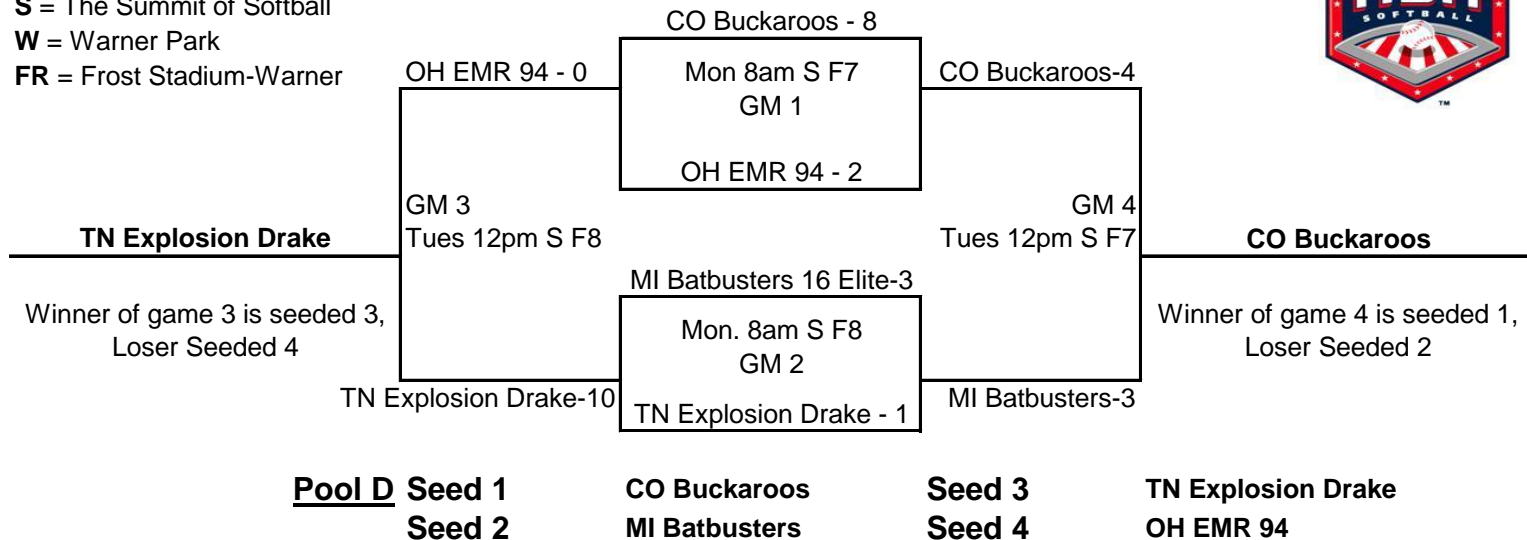 S = The Summit of Softball
W = Warner Park
FR = Frost Stadium-Warner
SOFTBALL
TM
CO Buckaroos - 8
OH EMR 94 - 0
Mon 8am S F7
GM 1
CO Buckaroos-4
OH EMR 94 - 2
GM 3
Tues 12pm S F8
GM 4
Tues 12pm S F7
TN Explosion Drake
CO Buckaroos
MI Batbusters 16 Elite-3
Winner of game 3 is seeded 3,
Loser Seeded 4
Mon. 8am S F8
GM 2
Winner of game 4 is seeded 1,
Loser Seeded 2
TN Explosion Drake-10
TN Explosion Drake - 1
MI Batbusters-3
Pool D Seed 1 CO Buckaroos Seed 3 TN Explosion Drake
Seed 2 MI Batbusters Seed 4 OH EMR 94